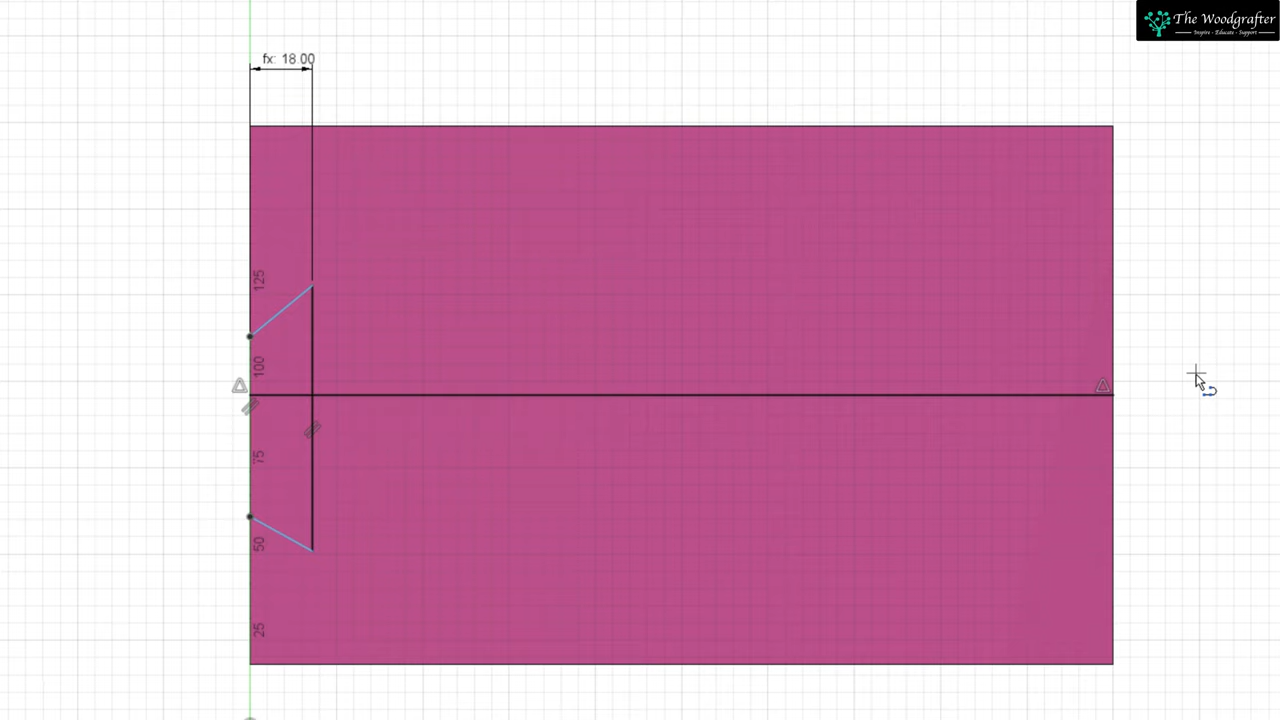 The Woodgrafter
Inspire - Educate - Support
fx: 18.00
125
100
75
50
25